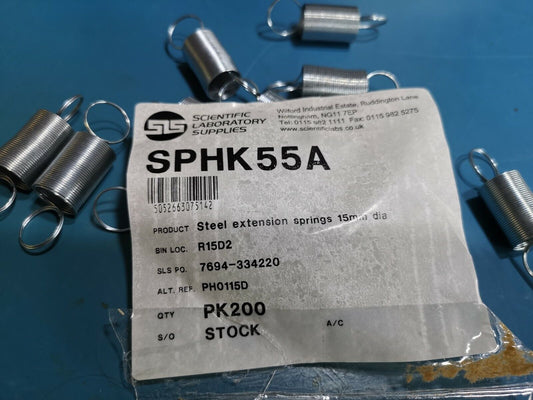 SLS
SCIENTIFIC
LABORATORY
SUPPLIES
Wilford Industrial Estate, Ruddington Lane
Nottingham, NG11 7EP
Tel: 0115 982 1111 Fax: 0115 982 5275
www.scientificlabs.co.uk
SPHK55A
5052663075142
PRODUCT Steel extension springs 15mm dia
BIN LOC. R15D2
SLS PO. 7694-334220
ALT. REF. PH0115D
QTY PK200
S/O STOCK A/C